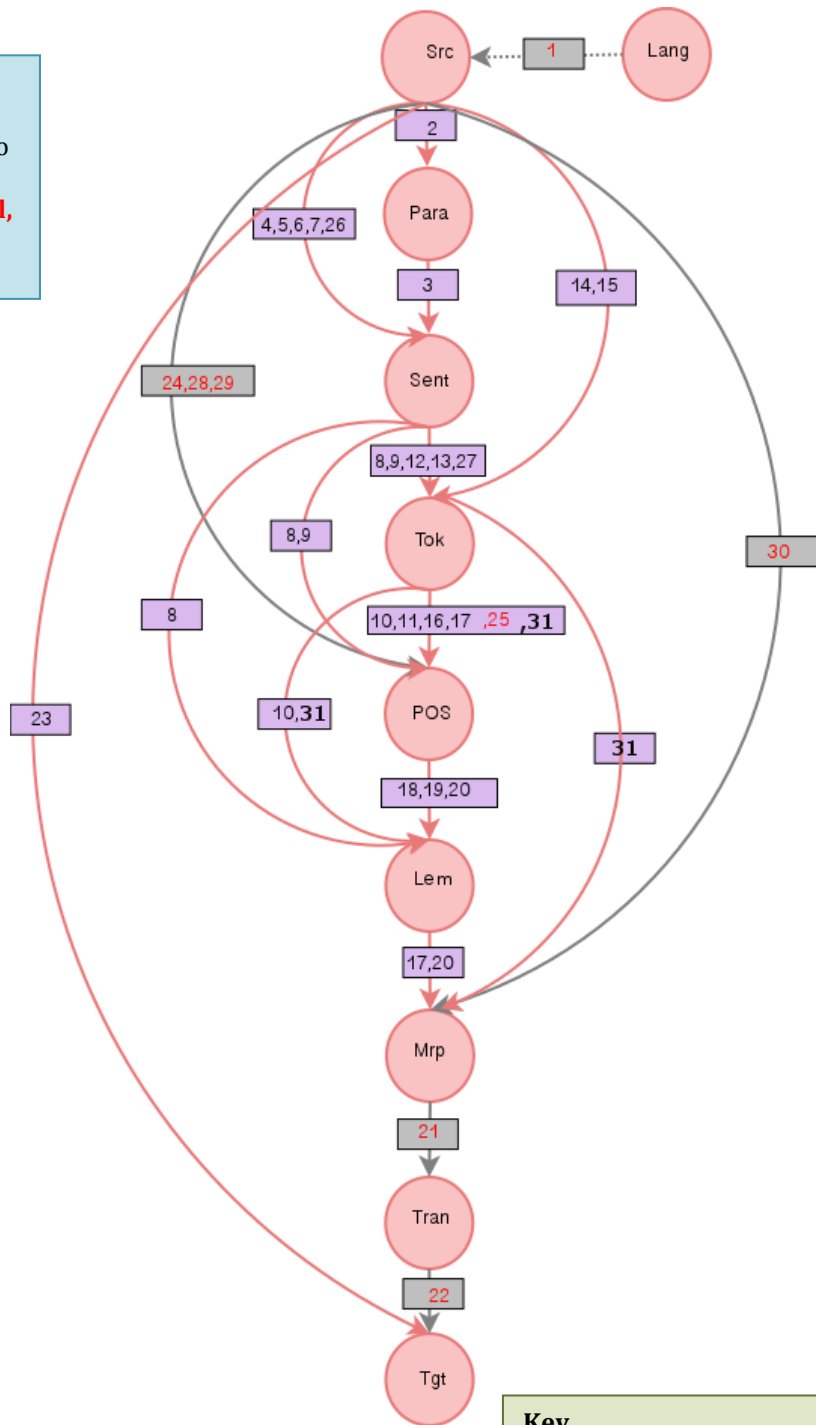 Src
1
Lang
o
l,
2
Para
4,5,6,7,26
3
14,15
Sent
24,28,29
8,9,12,13,27
8,9
Tok
30
8
10,11,16,17 ,25 ,31
23
10,31
POS
31
18,19,20
Lem
17,20
Mrp
21
Tran
22
Tgt
Key